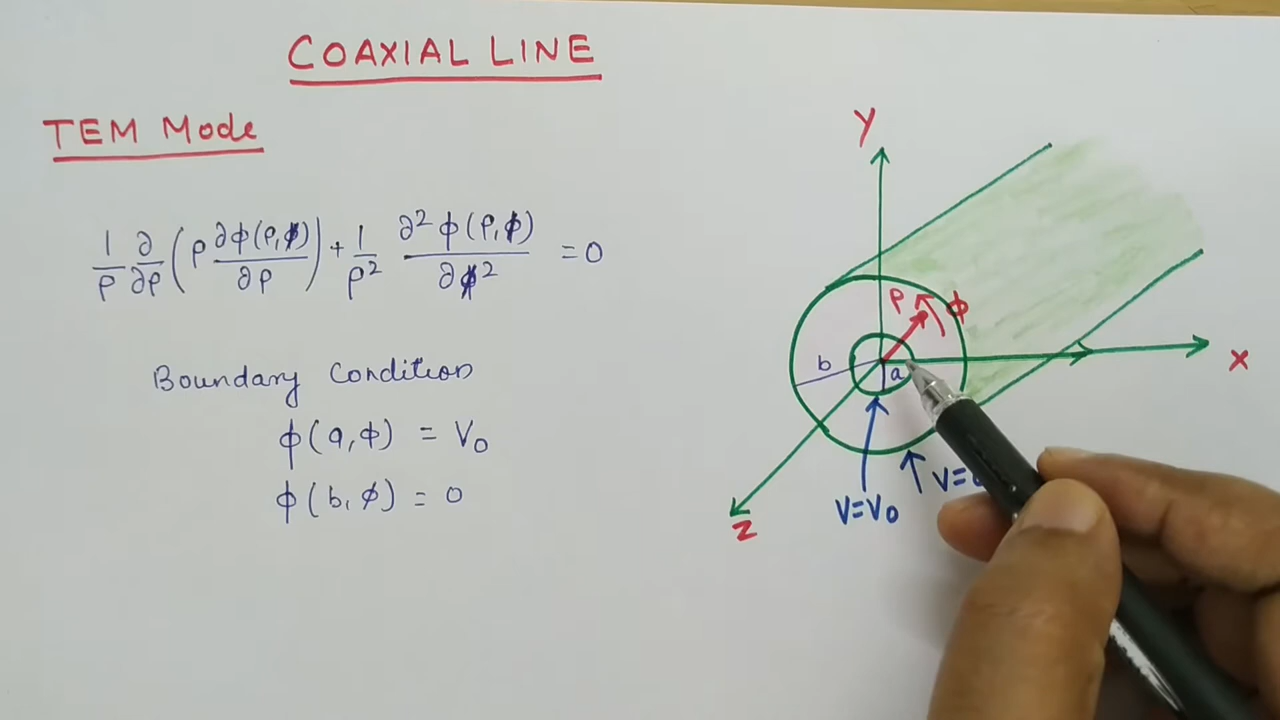 COAXIAL LINE
TEM Mode
1/ρ ∂/∂ρ (ρ ∂ϕ(ρ,ϕ)/∂ρ) + 1/ρ² ∂²ϕ(ρ,ϕ)/∂ϕ² = 0
Boundary Condition
ϕ(a,ϕ) = V₀
ϕ(b,ϕ) = 0
Y
ρ
ϕ
b
a
X
V=
V=V₀
Z